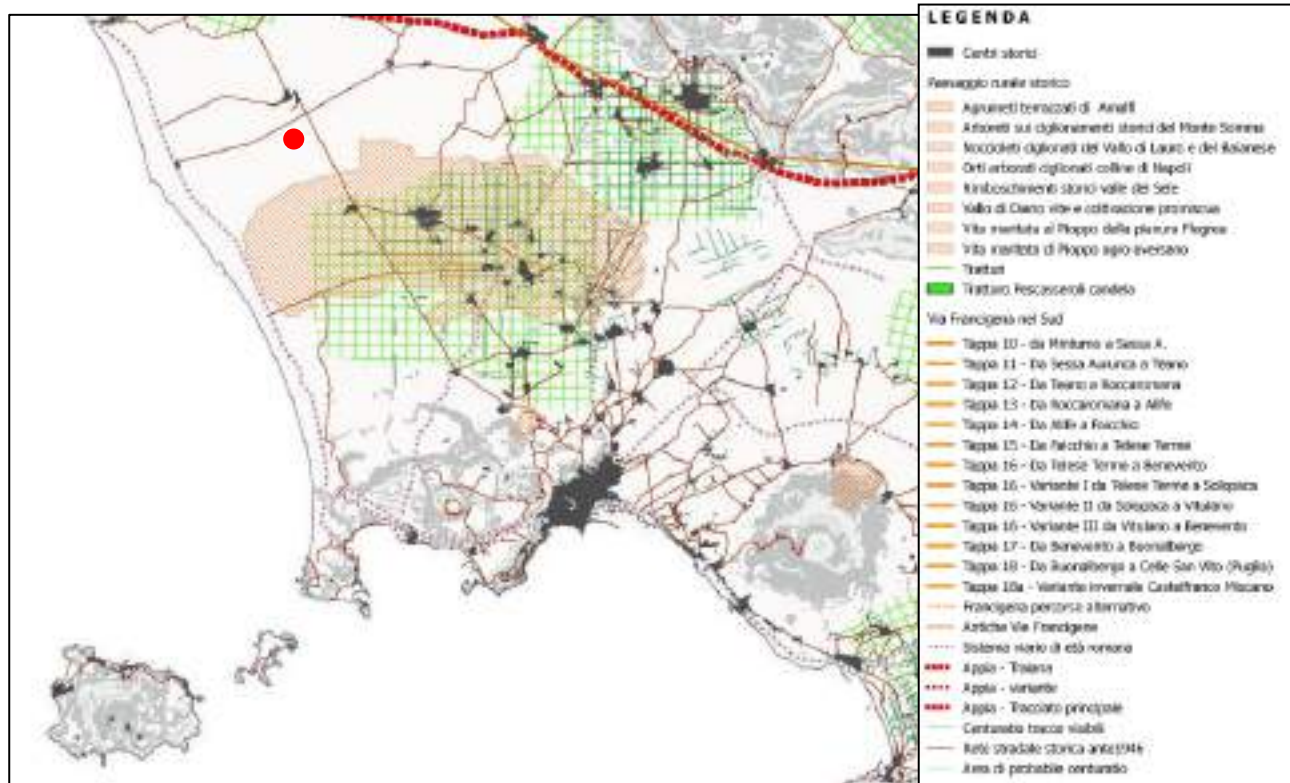 LEGENDA
Centri storici
Paesaggio rurale storico
Agrumeti terrazzati di Amalfi
Arboreti sui ciglionamenti storici del Monte Somma
Noccioleti ciglionati del Vallo di Lauro e del Baianese
Orti arborati ciglionati colline di Napoli
Rimboschimenti storici valle del Sele
Vallo di Diano vite e coltivazione promiscua
Vite maritata al Pioppo della pianura Flegrea
Vite maritata di Pioppo agro aversano
Tratturi
Tratturo Pescasseroli candela
Via Francigena nel Sud
Tappa 10 - da Minturno a Sessa A.
Tappa 11 - Da Sessa Aurunca a Teano
Tappa 12 - Da Teano a Roccaromana
Tappa 13 - Da Roccaromana a Alife
Tappa 14 - Da Alife a Faicchio
Tappa 15 - Da Faicchio a Telese Terme
Tappa 16 - Da Telese Terme a Benevento
Tappa 16 - Variante I da Telese Terme a Solopaca
Tappa 16 - Variante II da Solopaca a Vitulano
Tappa 16 - Variante III da Vitulano a Benevento
Tappa 17 - Da Benevento a Buonalbergo
Tappa 18 - Da Buonalbergo a Celle San Vito (Puglia)
Tappa 18a - Variante invernale Castelfranco Miscano
Francigena percorso alternativo
Antiche Vie Francigene
Sistema viario di età romana
Appia - Traiana
Appia - variante
Appia - Tracciato principale
Centuriatio tracce visibili
Rete stradale storica ante1946
Area di probabile centuriatio